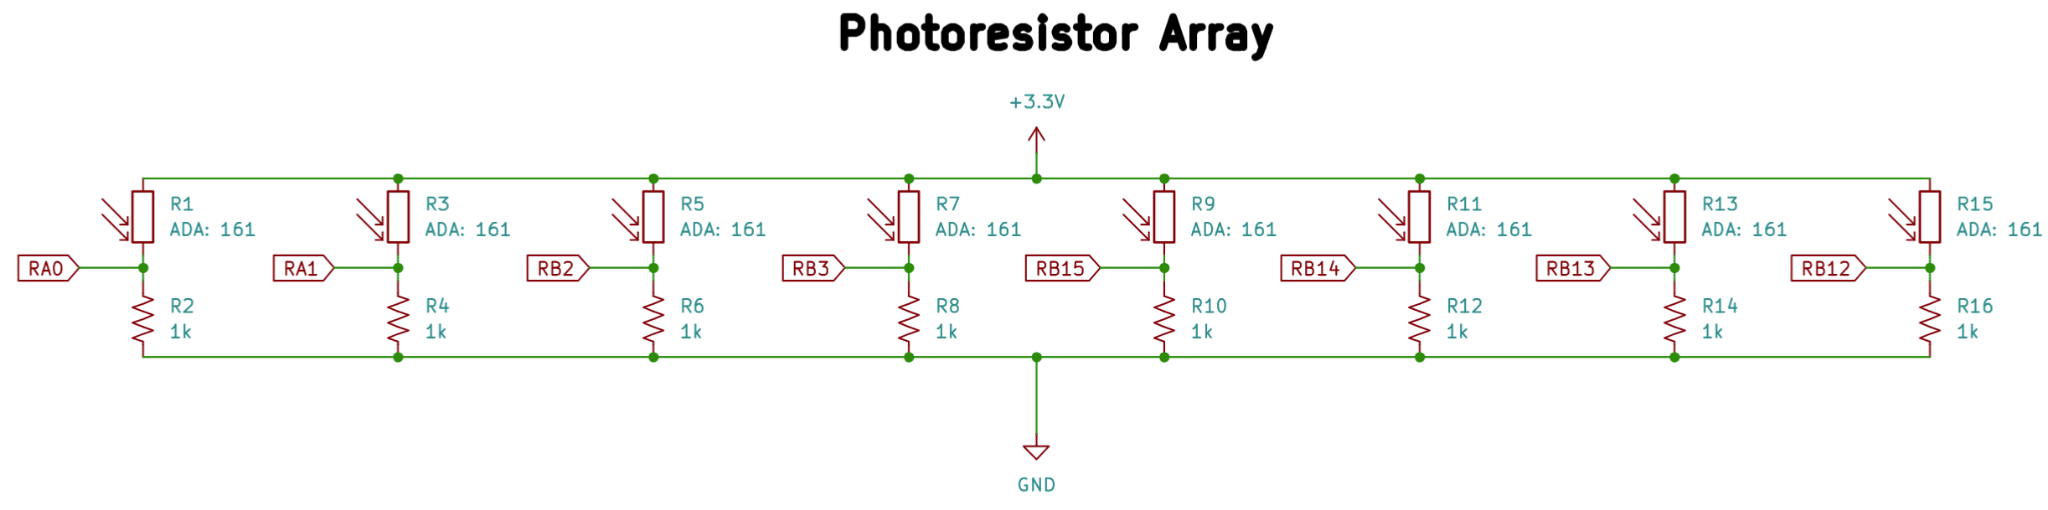 Photoresistor Array
+3.3V
R1
ADA: 161
R3
ADA: 161
R5
ADA: 161
R7
ADA: 161
R9
ADA: 161
R11
ADA: 161
R13
ADA: 161
R15
ADA: 161
RA0
RA1
RB2
RB3
RB15
RB14
RB13
RB12
R2
1k
R4
1k
R6
1k
R8
1k
R10
1k
R12
1k
R14
1k
R16
1k
GND